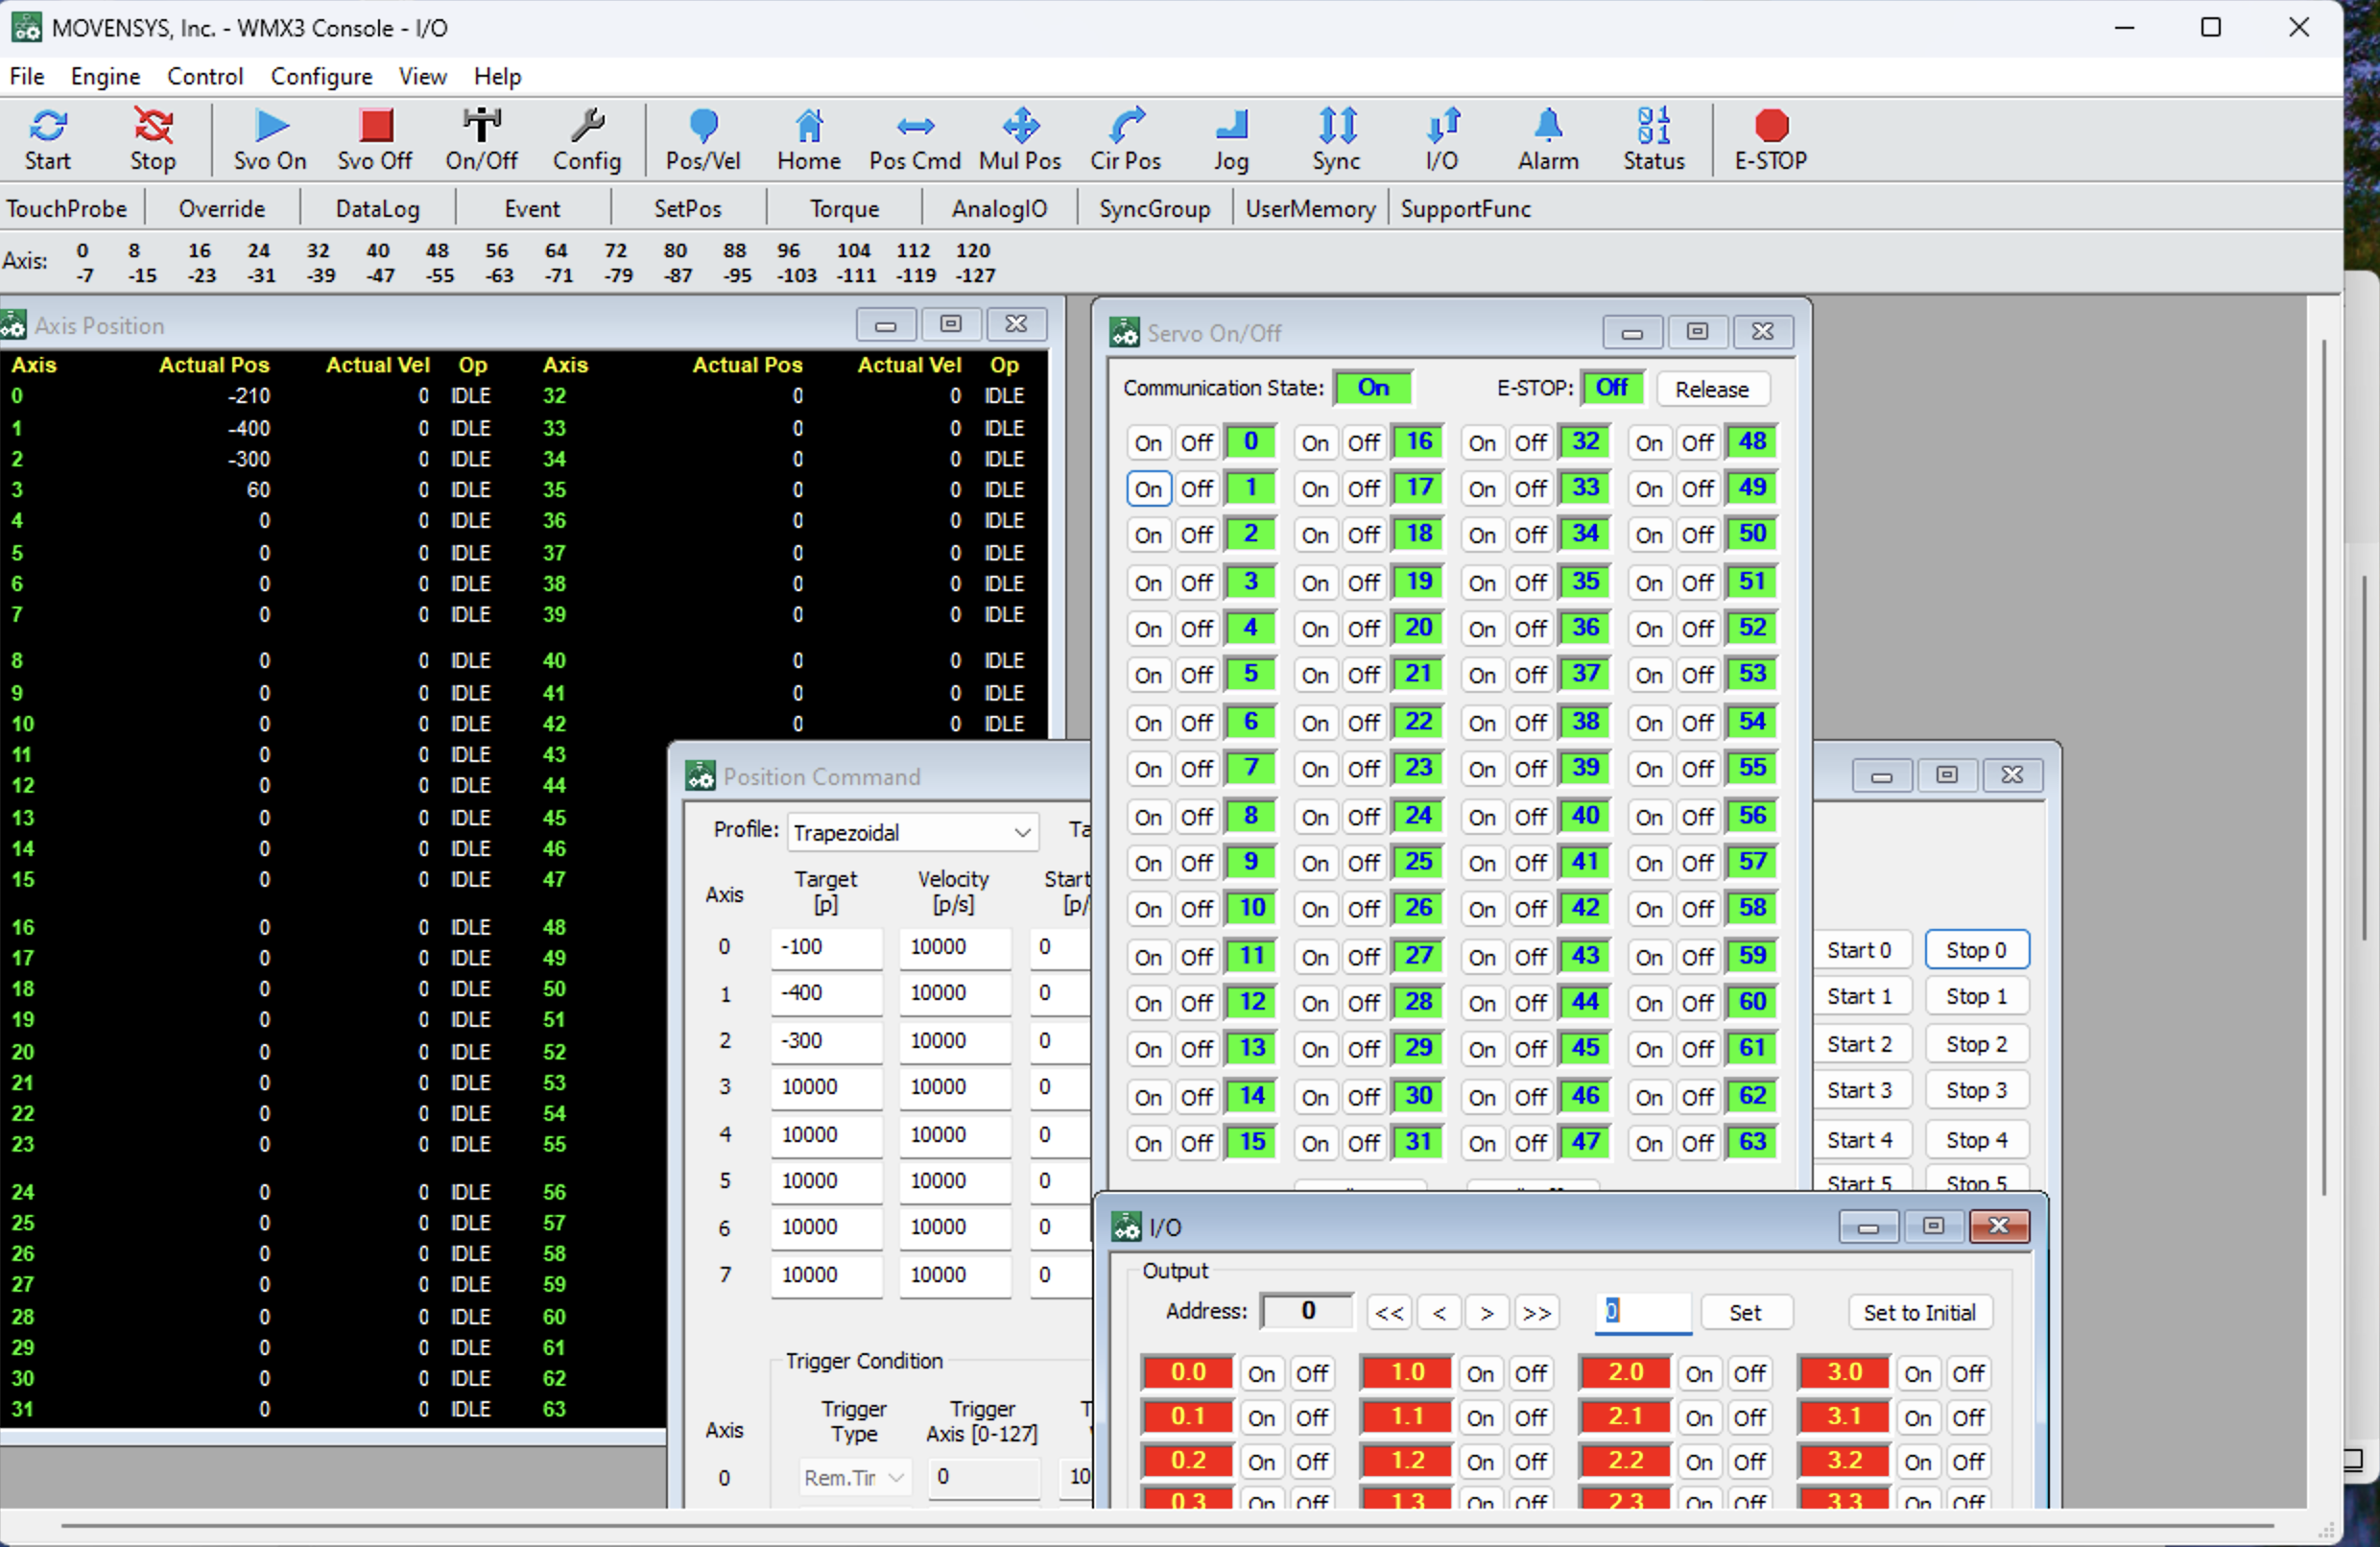 MOVENSYS, Inc. - WMX3 Console - I/O
File Engine Control Configure View Help
Start Stop Svo On Svo Off On/Off Config Pos/Vel Home Pos Cmd Mul Pos Cir Pos Jog Sync I/O Alarm Status E-STOP
TouchProbe Override DataLog Event SetPos Torque AnalogIO SyncGroup UserMemory SupportFunc
Axis: 0 8 16 24 32 40 48 56 64 72 80 88 96 104 112 120
-7 -15 -23 -31 -39 -47 -55 -63 -71 -79 -87 -95 -103 -111 -119 -127
Axis Position
Axis Actual Pos Actual Vel Op Axis Actual Pos Actual Vel Op
0 -210 0 IDLE 32 0 0 IDLE
1 -400 0 IDLE 33 0 0 IDLE
2 -300 0 IDLE 34 0 0 IDLE
3 60 0 IDLE 35 0 0 IDLE
4 0 0 IDLE 36 0 0 IDLE
5 0 0 IDLE 37 0 0 IDLE
6 0 0 IDLE 38 0 0 IDLE
7 0 0 IDLE 39 0 0 IDLE
8 0 0 IDLE 40 0 0 IDLE
9 0 0 IDLE 41 0 0 IDLE
10 0 0 IDLE 42 0 0 IDLE
11 0 0 IDLE 43
12 0 0 IDLE 44
13 0 0 IDLE 45
14 0 0 IDLE 46
15 0 0 IDLE 47
16 0 0 IDLE 48
17 0 0 IDLE 49
18 0 0 IDLE 50
19 0 0 IDLE 51
20 0 0 IDLE 52
21 0 0 IDLE 53
22 0 0 IDLE 54
23 0 0 IDLE 55
24 0 0 IDLE 56
25 0 0 IDLE 57
26 0 0 IDLE 58
27 0 0 IDLE 59
28 0 0 IDLE 60
29 0 0 IDLE 61
30 0 0 IDLE 62
31 0 0 IDLE 63
Servo On/Off
Communication State: On E-STOP: Off Release
On Off 0 On Off 16 On Off 32 On Off 48
On Off 1 On Off 17 On Off 33 On Off 49
On Off 2 On Off 18 On Off 34 On Off 50
On Off 3 On Off 19 On Off 35 On Off 51
On Off 4 On Off 20 On Off 36 On Off 52
On Off 5 On Off 21 On Off 37 On Off 53
On Off 6 On Off 22 On Off 38 On Off 54
On Off 7 On Off 23 On Off 39 On Off 55
On Off 8 On Off 24 On Off 40 On Off 56
On Off 9 On Off 25 On Off 41 On Off 57
On Off 10 On Off 26 On Off 42 On Off 58
On Off 11 On Off 27 On Off 43 On Off 59
On Off 12 On Off 28 On Off 44 On Off 60
On Off 13 On Off 29 On Off 45 On Off 61
On Off 14 On Off 30 On Off 46 On Off 62
On Off 15 On Off 31 On Off 47 On Off 63
Position Command
Profile: Trapezoidal Ta
Target Velocity Start
Axis [p] [p/s] [p/
0 -100 10000 0 Start 0 Stop 0
1 -400 10000 0 Start 1 Stop 1
2 -300 10000 0 Start 2 Stop 2
3 10000 10000 0 Start 3 Stop 3
4 10000 10000 0 Start 4 Stop 4
5 10000 10000 0 Start 5 Stop 5
6 10000 10000 0
7 10000 10000 0
Trigger Condition
Trigger Trigger T
Axis Type Axis [0-127]
0 Rem.Tir 0 10
I/O
Output
Address: 0 << < > >> 0 Set Set to Initial
0.0 On Off 1.0 On Off 2.0 On Off 3.0 On Off
0.1 On Off 1.1 On Off 2.1 On Off 3.1 On Off
0.2 On Off 1.2 On Off 2.2 On Off 3.2 On Off
0.3 On Off 1.3 On Off 2.3 On Off 3.3 On Off